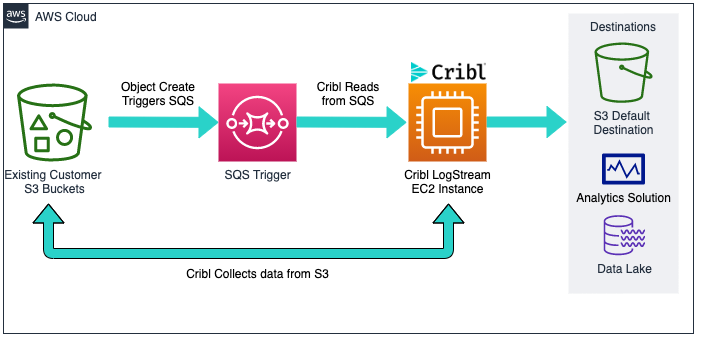 aws
AWS Cloud
Destinations
Object Create
Triggers SQS
Cribl Reads
from SQS
Cribl
Existing Customer
S3 Buckets
SQS Trigger
Cribl LogStream
EC2 Instance
S3 Default
Destination
Analytics Solution
Data Lake
Cribl Collects data from S3